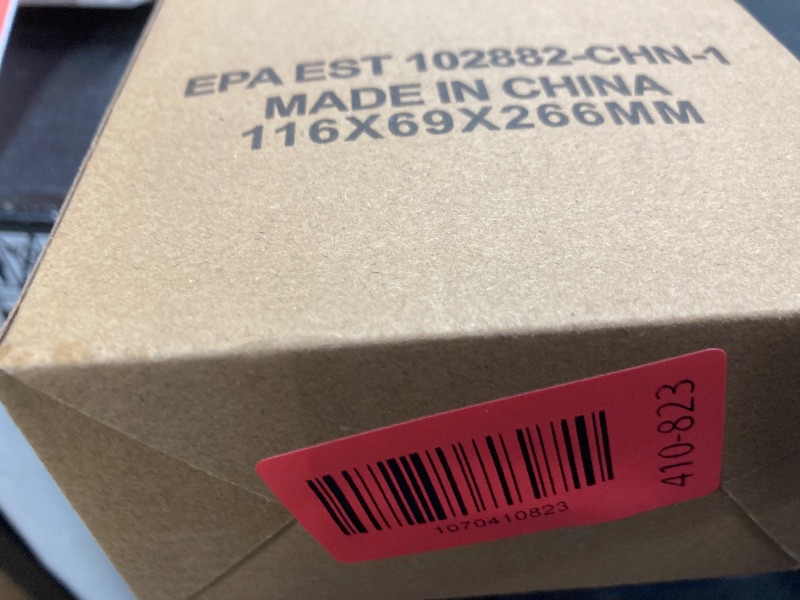 EPA EST 102882-CHN-1
MADE IN CHINA
116X69X266MM
1070410823
410-823